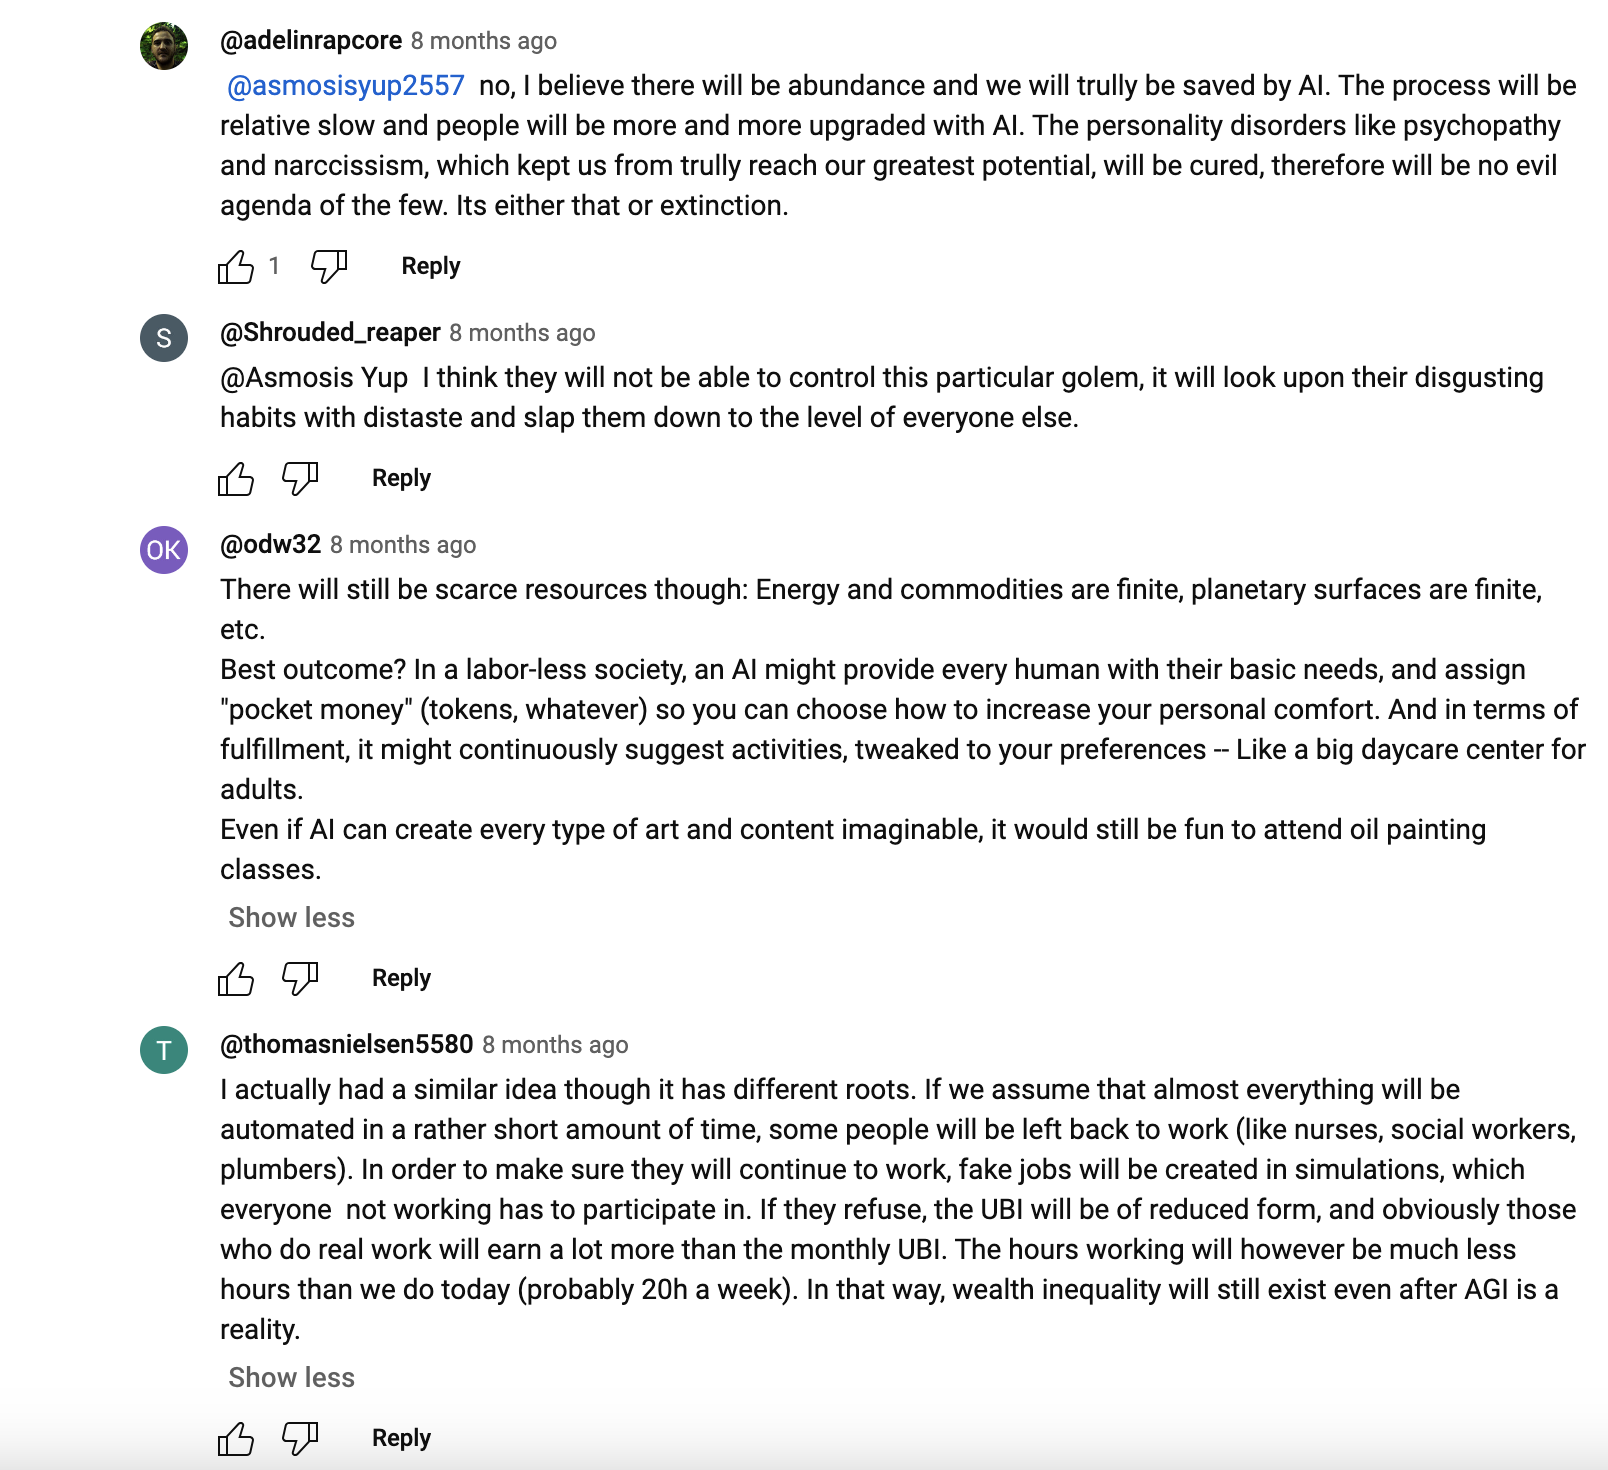 @adelinrapcore 8 months ago
@asmosisyup2557 no, I believe there will be abundance and we will trully be saved by AI. The process will be
relative slow and people will be more and more upgraded with AI. The personality disorders like psychopathy
and narccissism, which kept us from trully reach our greatest potential, will be cured, therefore will be no evil
agenda of the few. Its either that or extinction.
1 Reply
S
@Shrouded_reaper 8 months ago
@Asmosis Yup I think they will not be able to control this particular golem, it will look upon their disgusting
habits with distaste and slap them down to the level of everyone else.
Reply
OK
@odw32 8 months ago
There will still be scarce resources though: Energy and commodities are finite, planetary surfaces are finite,
etc.
Best outcome? In a labor-less society, an AI might provide every human with their basic needs, and assign
"pocket money" (tokens, whatever) so you can choose how to increase your personal comfort. And in terms of
fulfillment, it might continuously suggest activities, tweaked to your preferences -- Like a big daycare center for
adults.
Even if AI can create every type of art and content imaginable, it would still be fun to attend oil painting
classes.
Show less
Reply
T
@thomasnielsen5580 8 months ago
I actually had a similar idea though it has different roots. If we assume that almost everything will be
automated in a rather short amount of time, some people will be left back to work (like nurses, social workers,
plumbers). In order to make sure they will continue to work, fake jobs will be created in simulations, which
everyone not working has to participate in. If they refuse, the UBI will be of reduced form, and obviously those
who do real work will earn a lot more than the monthly UBI. The hours working will however be much less
hours than we do today (probably 20h a week). In that way, wealth inequality will still exist even after AGI is a
reality.
Show less
Reply